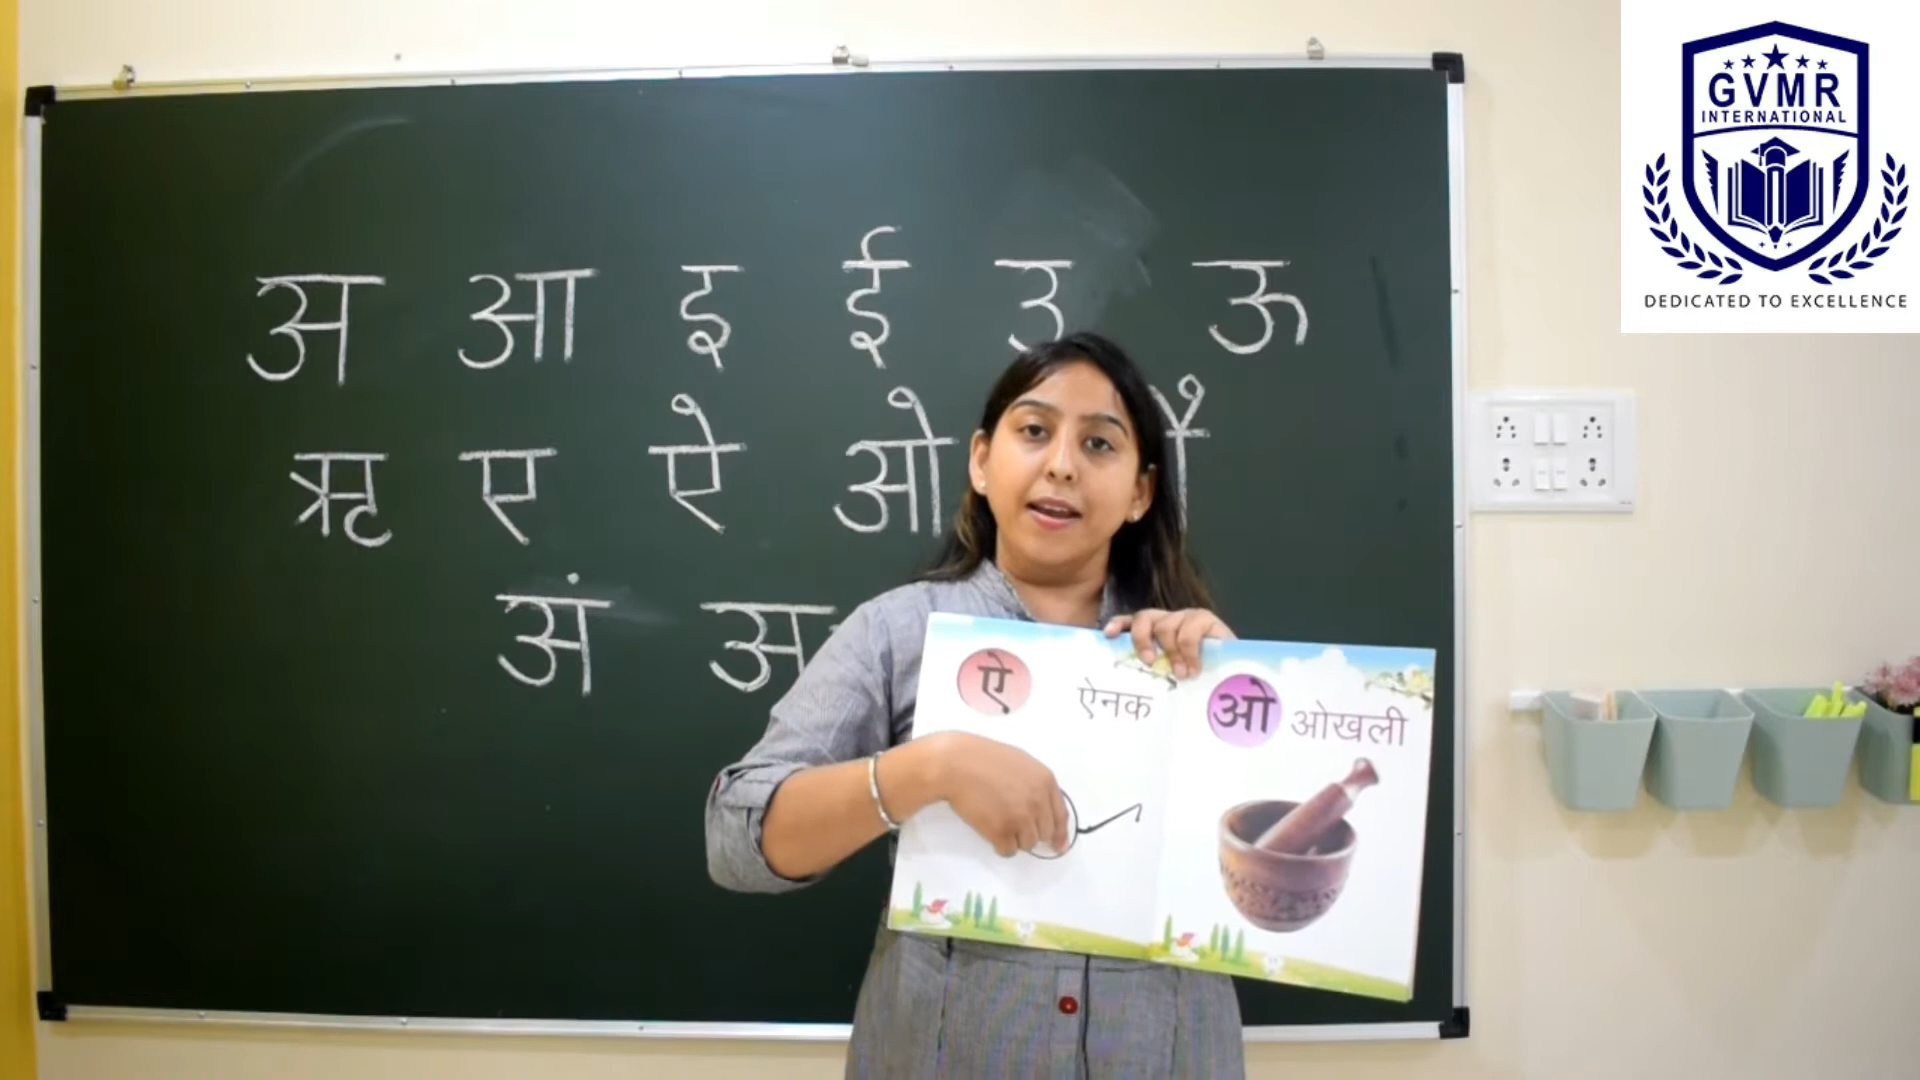 GVMR
INTERNATIONAL
DEDICATED TO EXCELLENCE
अ आ इ ई उ ऊ
ऋ ए ऐ ओ
अं
ऐ ऐनक
ओ ओखली